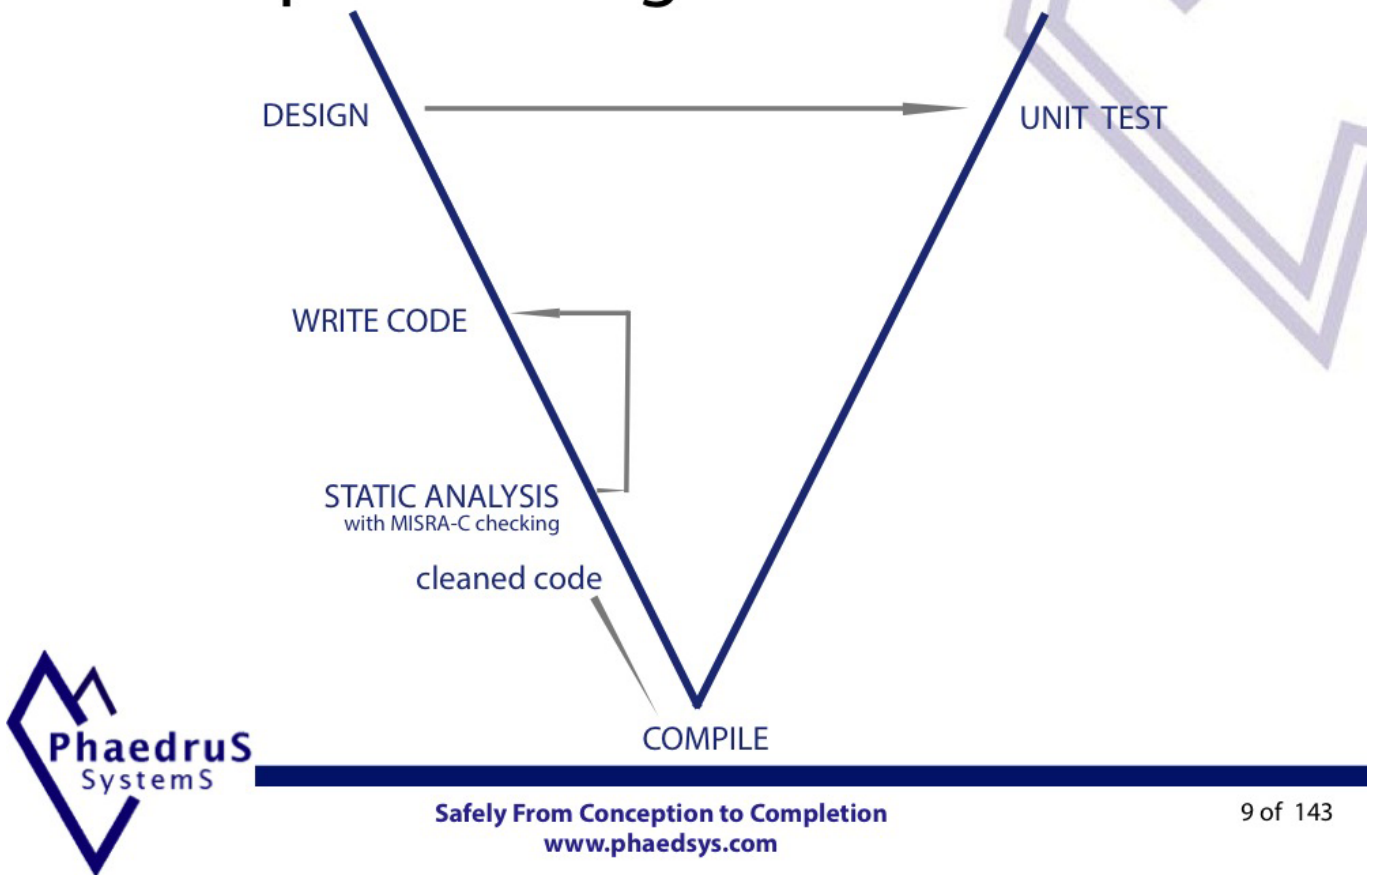 DESIGN
UNIT TEST
WRITE CODE
STATIC ANALYSIS
with MISRA-C checking
cleaned code
COMPILE
PhaedruS
SystemS
Safely From Conception to Completion
www.phaedsys.com
9 of 143